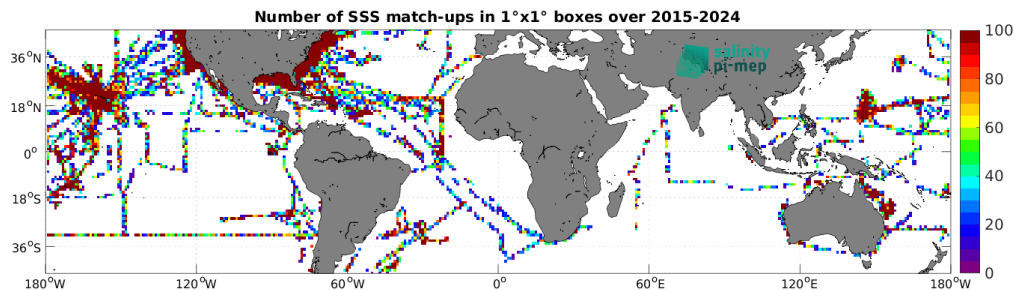 Number of SSS match-ups in 1°x1° boxes over 2015-2024
salinity
pi-mep
36°N
18°N
0°
18°S
36°S
180°W
120°W
60°W
0°
60°E
120°E
180°W
100
80
60
40
20
0